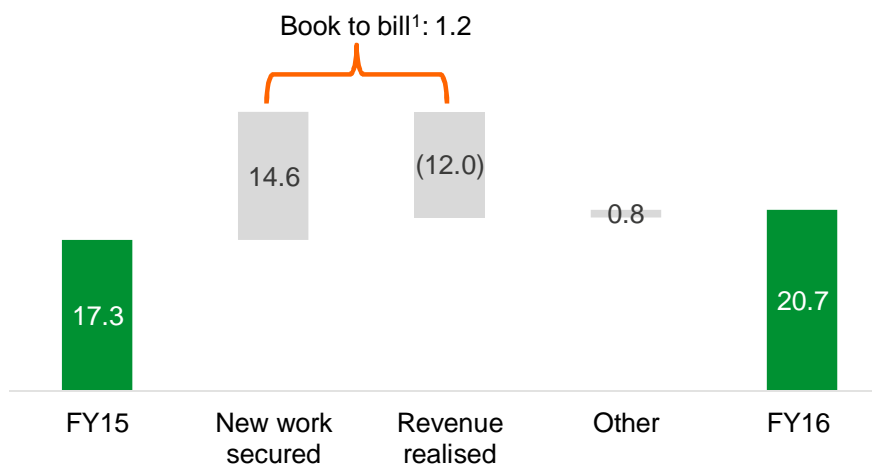 Book to bill¹: 1.2
14.6
(12.0)
0.8
17.3
20.7
FY15
New work
secured
Revenue
realised
Other
FY16